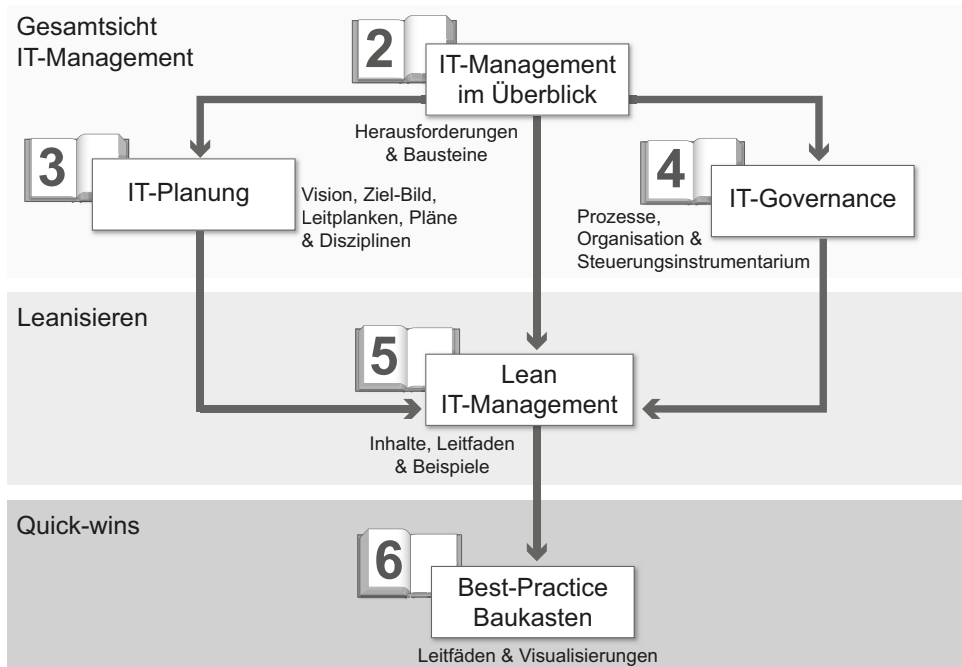 Gesamtsicht
IT-Management
2
IT-Management
im Überblick
Herausforderungen
& Bausteine
3
IT-Planung
Vision, Ziel-Bild,
Leitplanken, Pläne
& Disziplinen
4
IT-Governance
Prozesse,
Organisation &
Steuerungsinstrumentarium
Leanisieren
5
Lean
IT-Management
Inhalte, Leitfaden
& Beispiele
Quick-wins
6
Best-Practice
Baukasten
Leitfäden & Visualisierungen